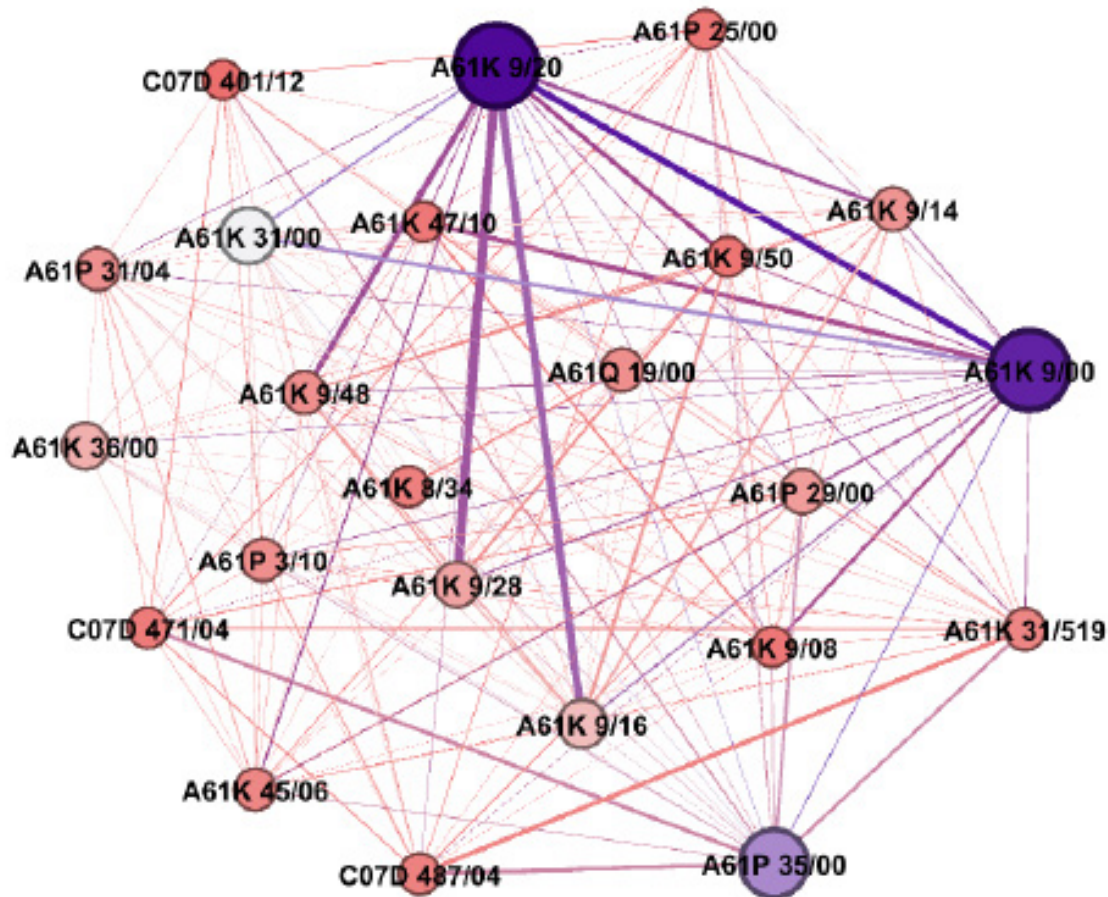 A61P 25/00
A61K 9/20
C07D 401/12
A61K 9/14
A61K 47/10
A61K 31/00
A61K 9/50
A61P 31/04
A61Q 19/00
A61K 9/00
A61K 9/48
A61K 36/00
A61K 8/34
A61P 29/00
A61P 3/10
A61K 9/28
C07D 471/04
A61K 31/519
A61K 9/08
A61K 9/16
A61K 45/06
A61P 35/00
C07D 487/04